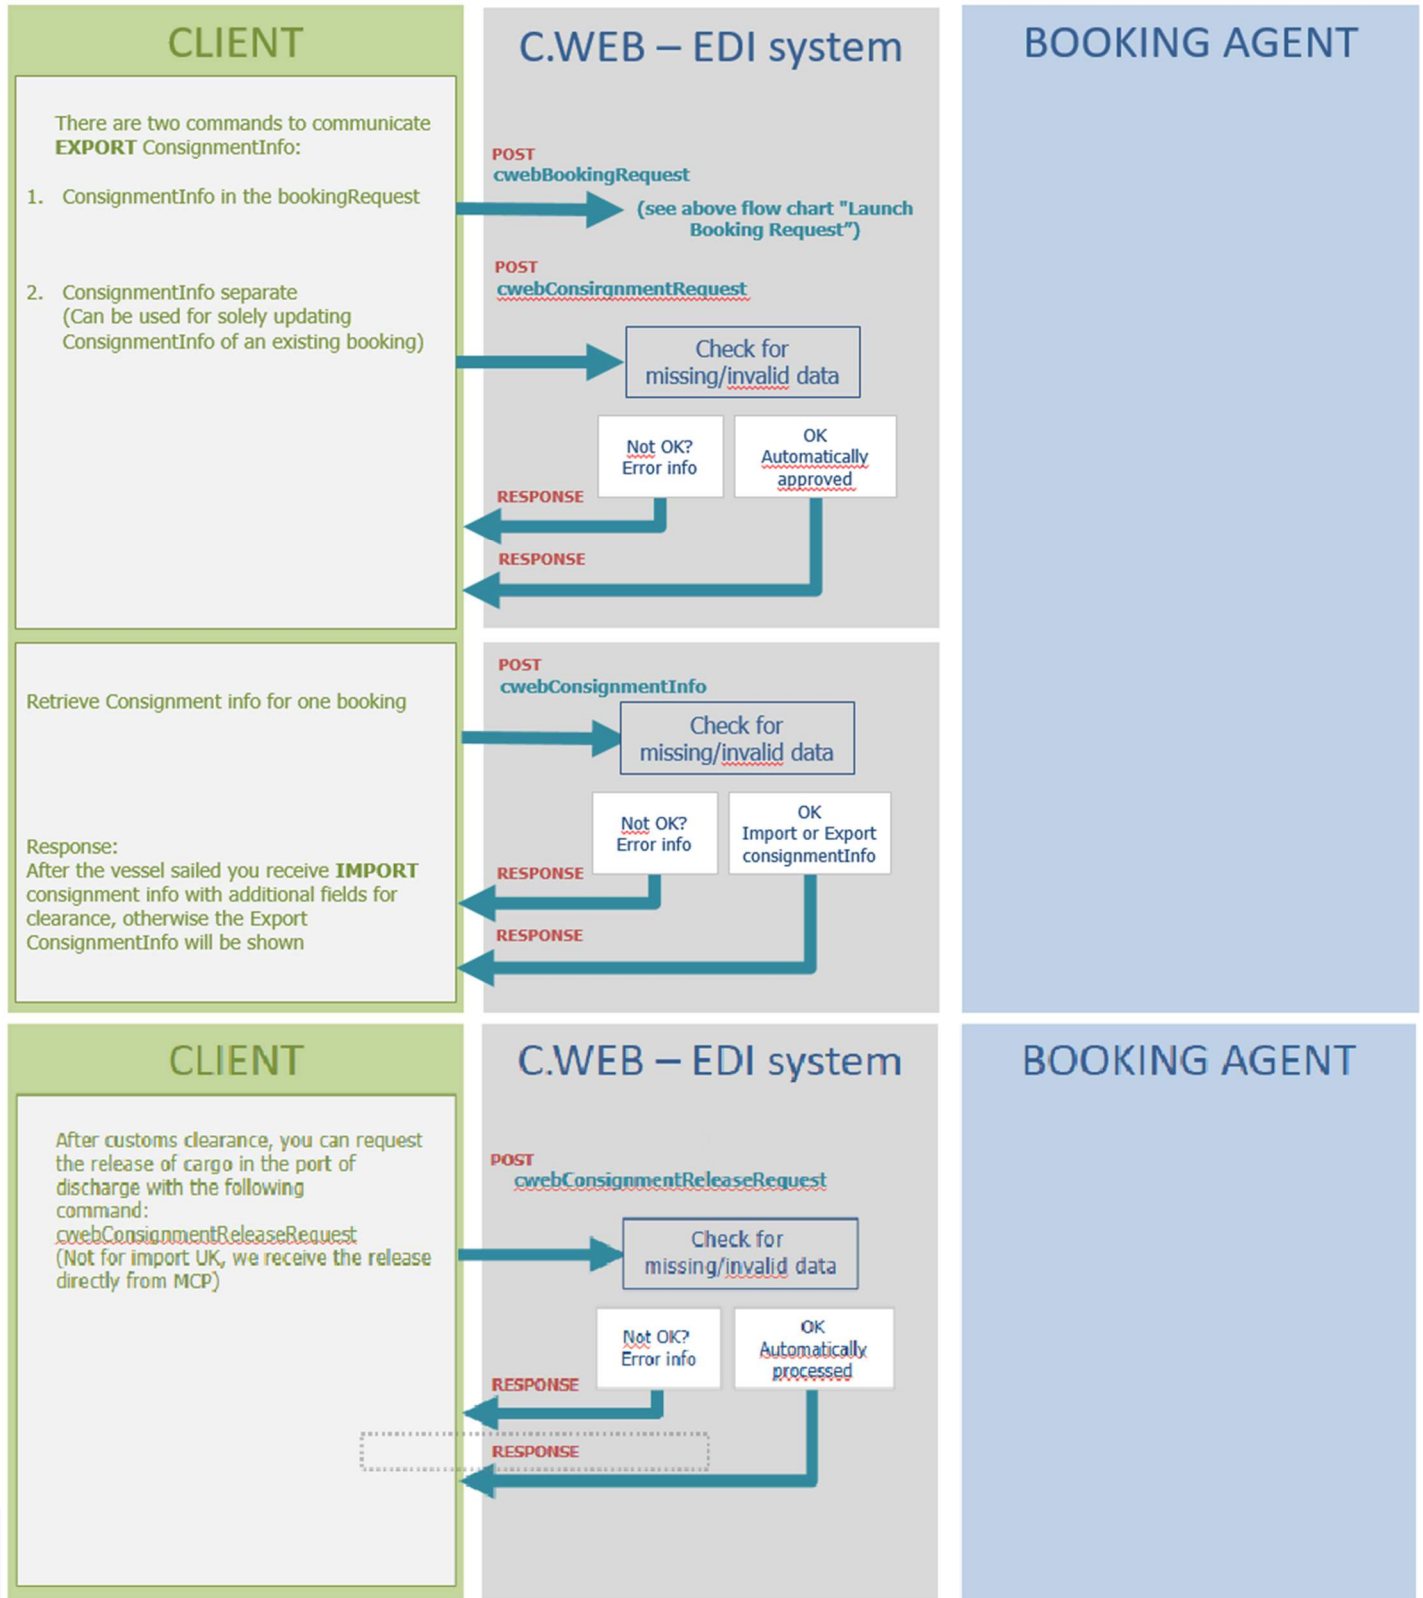 CLIENT
C.WEB – EDI system
BOOKING AGENT
There are two commands to communicate
EXPORT ConsignmentInfo:
1. ConsignmentInfo in the bookingRequest
POST
cwebBookingRequest
(see above flow chart "Launch
Booking Request”)
2. ConsignmentInfo separate
(Can be used for solely updating
ConsignmentInfo of an existing booking)
POST
cwebConsirgnmentRequest
Check for
missing/invalid data
Not OK?
Error info
OK
Automatically
approved
RESPONSE
RESPONSE
Retrieve Consignment info for one booking
POST
cwebConsignmentInfo
Check for
missing/invalid data
Not OK?
Error info
OK
Import or Export
consignmentInfo
Response:
After the vessel sailed you receive IMPORT
consignment info with additional fields for
clearance, otherwise the Export
ConsignmentInfo will be shown
RESPONSE
RESPONSE
CLIENT
C.WEB – EDI system
BOOKING AGENT
After customs clearance, you can request
the release of cargo in the port of
discharge with the following
command:
cwebConsignmentReleaseRequest
(Not for import UK, we receive the release
directly from MCP)
POST
cwebConsignmentReleaseRequest
Check for
missing/invalid data
Not OK?
Error info
OK
Automatically
processed
RESPONSE
RESPONSE